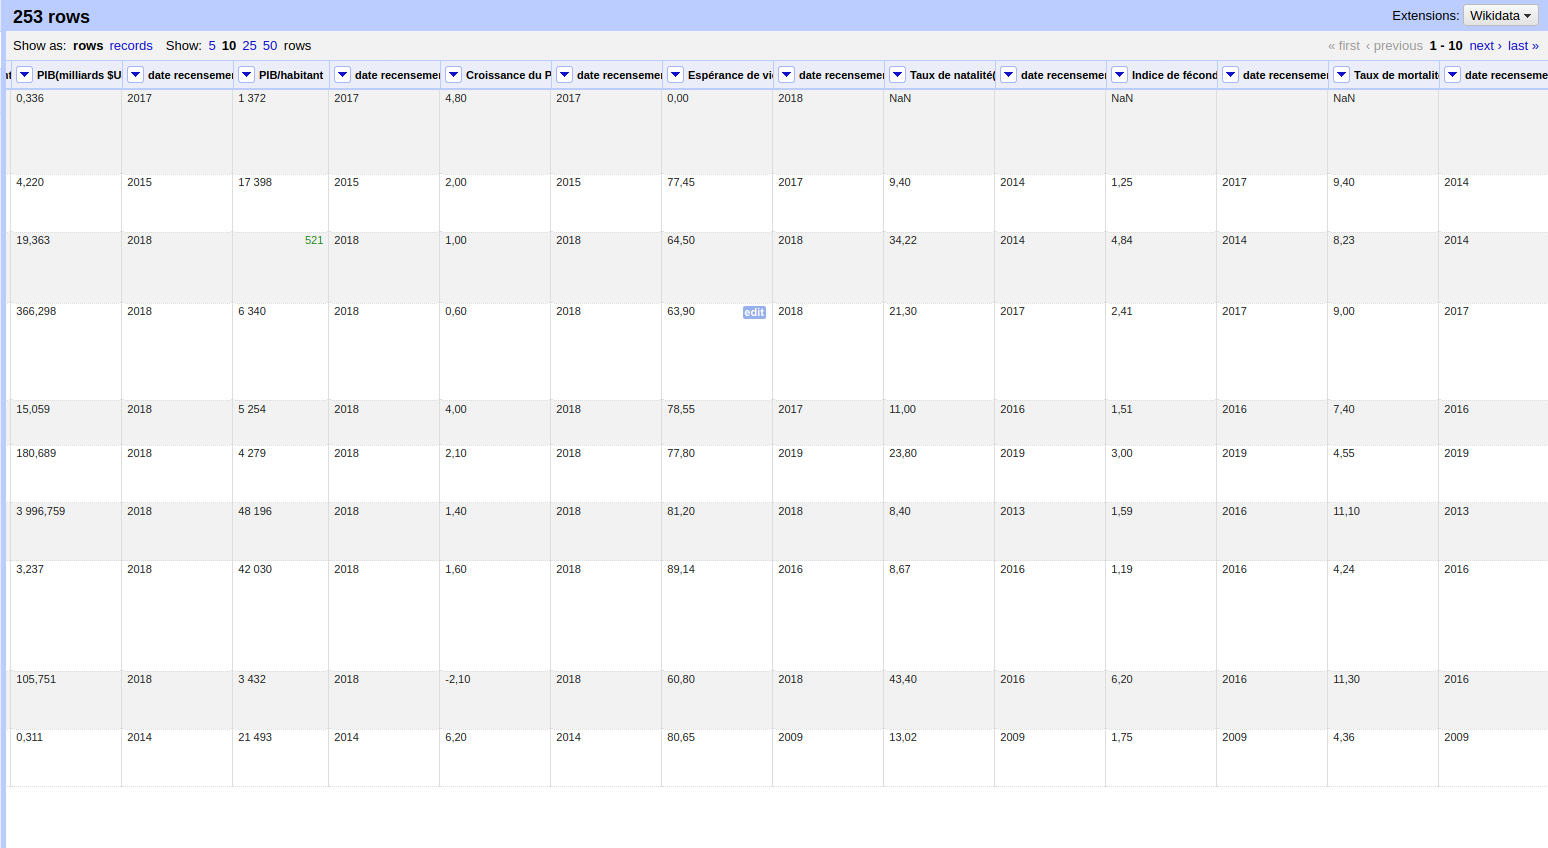 253 rows Extensions: Wikidata
Show as: rows records Show: 5 10 25 50 rows « first ‹ previous 1 - 10 next › last »
PIB(milliards $U date recensemer PIB/habitant date recensemer Croissance du P date recensemer Espérance de vi date recensemer Taux de natalité( date recensemer Indice de fécond date recensemer Taux de mortalit date recenseme
0,336 2017 1 372 2017 4,80 2017 0,00 2018 NaN NaN NaN
4,220 2015 17 398 2015 2,00 2015 77,45 2017 9,40 2014 1,25 2017 9,40 2014
19,363 2018 521 2018 1,00 2018 64,50 2018 34,22 2014 4,84 2014 8,23 2014
366,298 2018 6 340 2018 0,60 2018 63,90 edit 2018 21,30 2017 2,41 2017 9,00 2017
15,059 2018 5 254 2018 4,00 2018 78,55 2017 11,00 2016 1,51 2016 7,40 2016
180,689 2018 4 279 2018 2,10 2018 77,80 2019 23,80 2019 3,00 2019 4,55 2019
3 996,759 2018 48 196 2018 1,40 2018 81,20 2018 8,40 2013 1,59 2016 11,10 2013
3,237 2018 42 030 2018 1,60 2018 89,14 2016 8,67 2016 1,19 2016 4,24 2016
105,751 2018 3 432 2018 -2,10 2018 60,80 2018 43,40 2016 6,20 2016 11,30 2016
0,311 2014 21 493 2014 6,20 2014 80,65 2009 13,02 2009 1,75 2009 4,36 2009